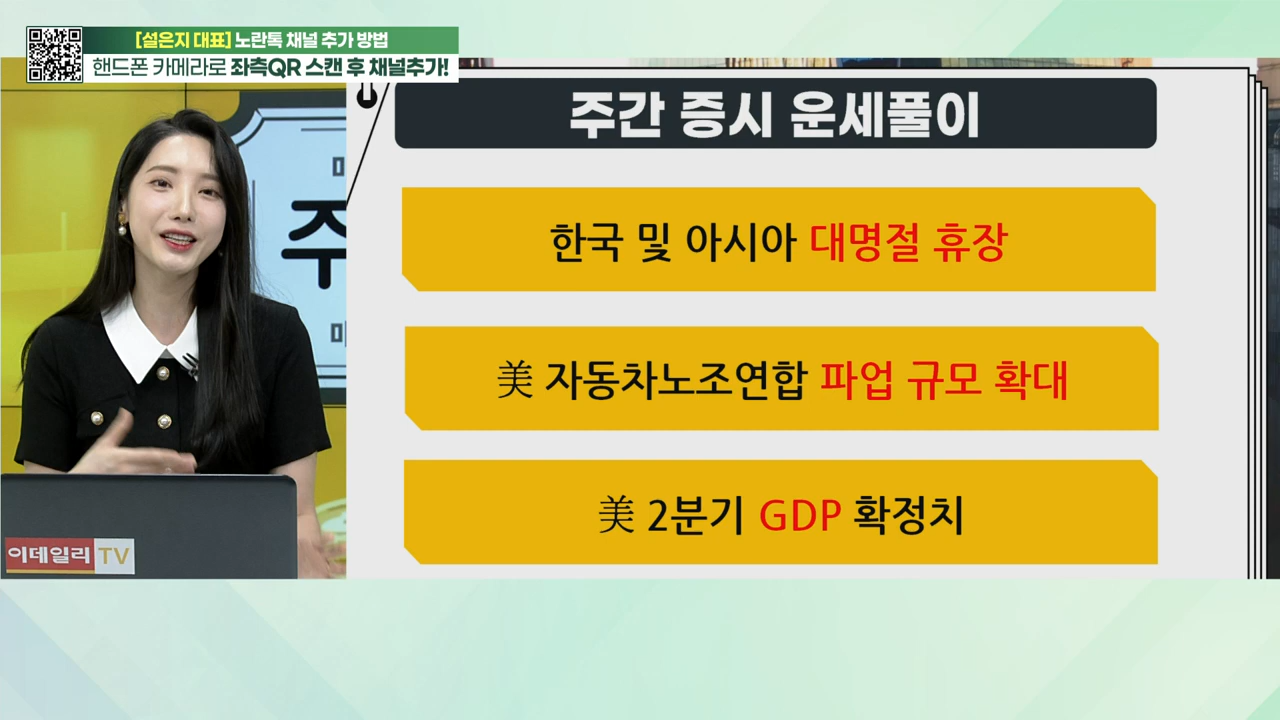 [설은지 대표] 노란톡 채널 추가 방법
핸드폰 카메라로 좌측QR 스캔 후 채널추가!
주간 증시 운세풀이
한국 및 아시아 대명절 휴장
美 자동차노조연합 파업 규모 확대
美 2분기 GDP 확정치
이데일리 TV